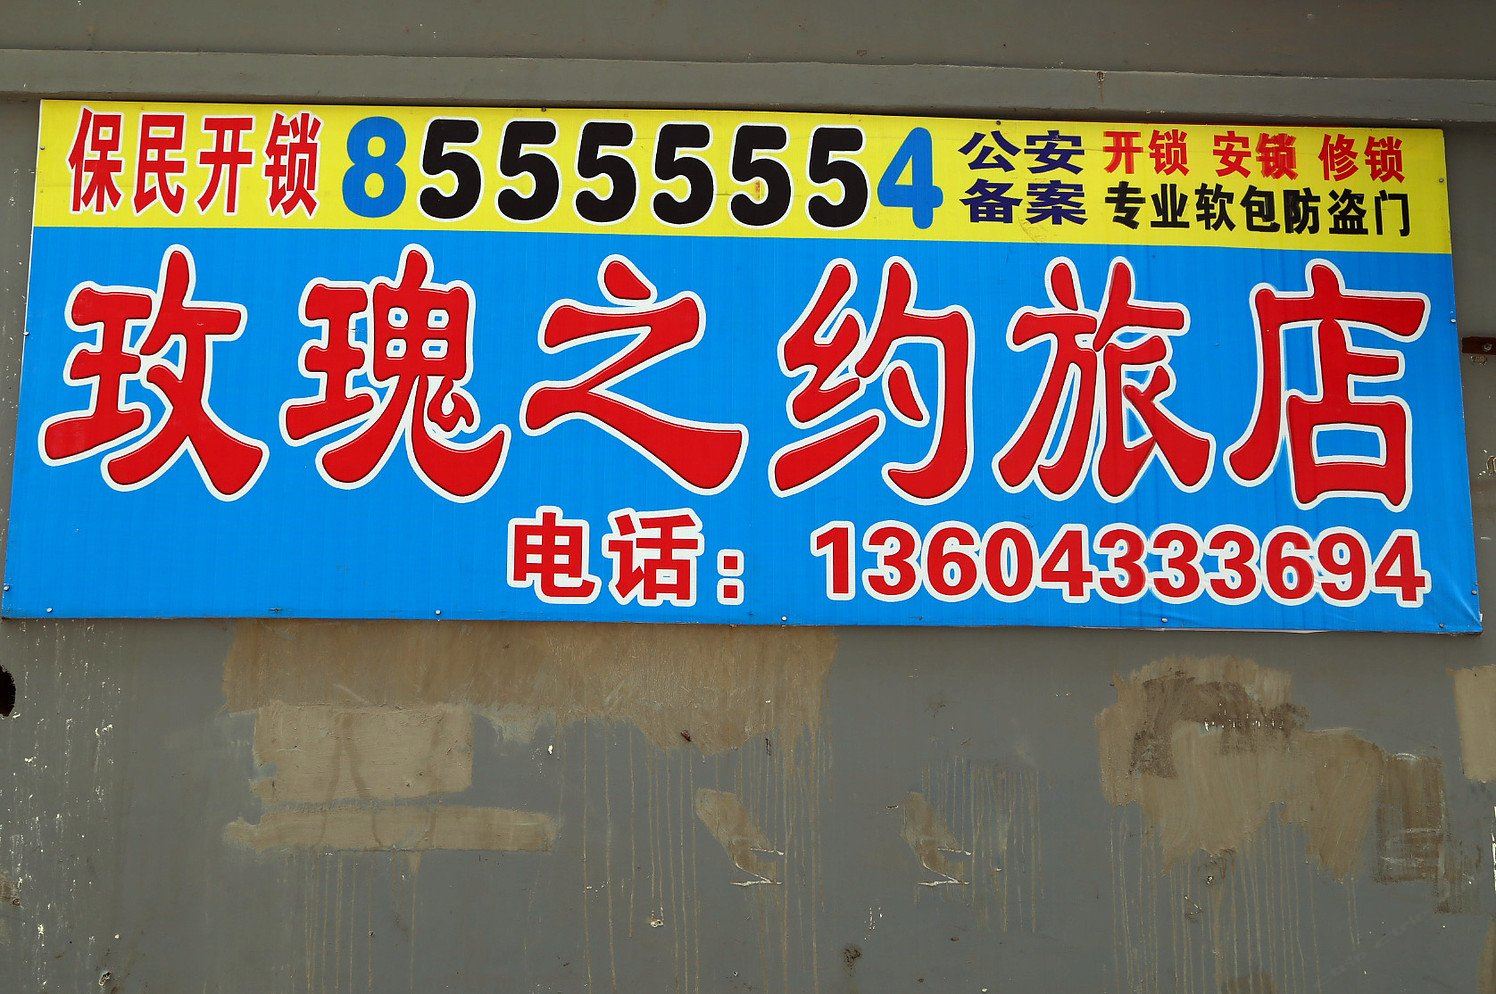 保民开锁 85555554 公安备案 开锁 安锁 修锁
专业软包防盗门
玫瑰之约旅店
电话：13604333694